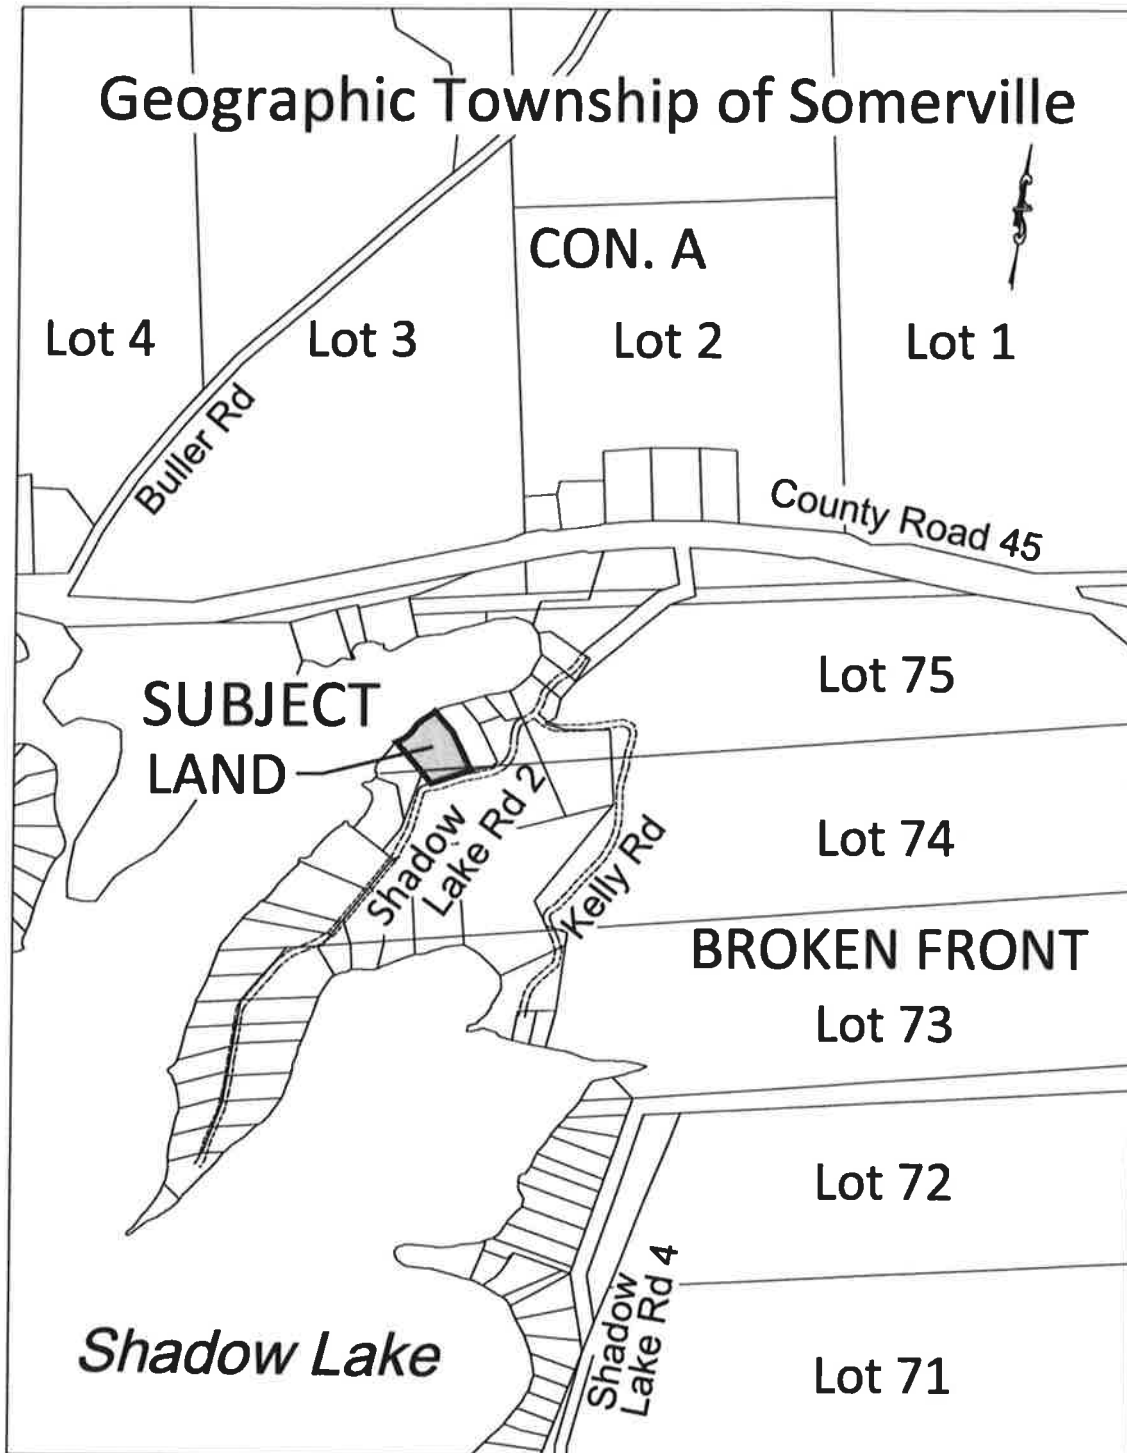 Geographic Township of Somerville
CON. A
Lot 4
Lot 3
Lot 2
Lot 1
Buller Rd
County Road 45
SUBJECT
LAND
Lot 75
Shadow
Lake Rd 2
Lot 74
Kelly Rd
BROKEN FRONT
Lot 73
Lot 72
Shadow
Lake Rd 4
Shadow Lake
Lot 71